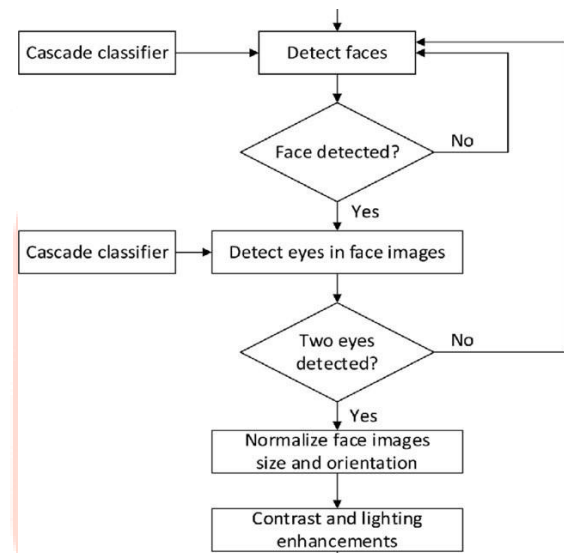 Cascade classifier
Detect faces
Face detected?
No
Yes
Cascade classifier
Detect eyes in face images
Two eyes
detected?
No
Yes
Normalize face images
size and orientation
Contrast and lighting
enhancements